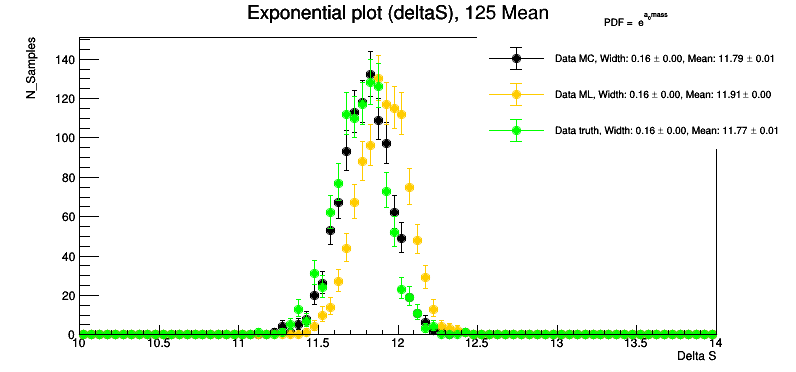 Exponential plot (deltaS), 125 Mean
PDF = e^{a_0 mass}
N_Samples
Data MC, Width: 0.16 ± 0.00, Mean: 11.79 ± 0.01
Data ML, Width: 0.16 ± 0.00, Mean: 11.91 ± 0.00
Data truth, Width: 0.16 ± 0.00, Mean: 11.77 ± 0.01
140
120
100
80
60
40
20
0
10 10.5 11 11.5 12 12.5 13 13.5 14
Delta S